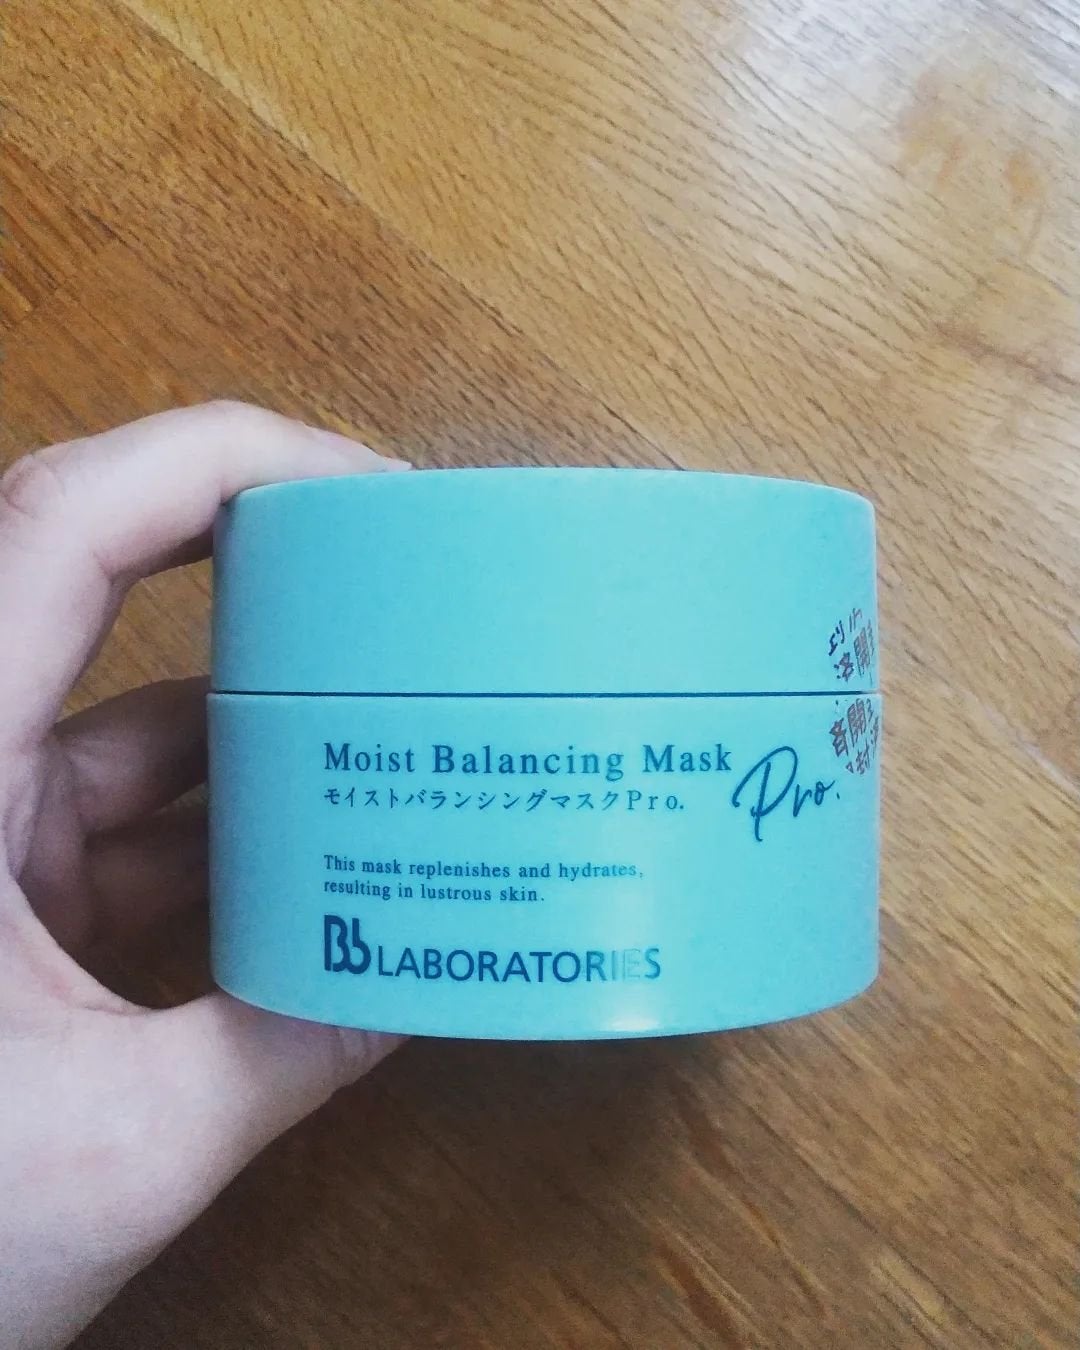 Moist Balancing Mask
モイストバランシングマスクPro.
Pro.
This mask replenishes and hydrates,
resulting in lustrous skin.
Bb LABORATORIES